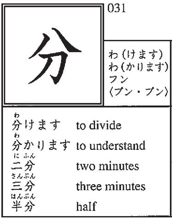 031
分
わ(けます)
わ(かります)
フン
〈プン・ブン〉
わ
分けます to divide
わ
分かります to understand
に ふん
二分 two minutes
さんぷん
三分 three minutes
はんぶん
半分 half